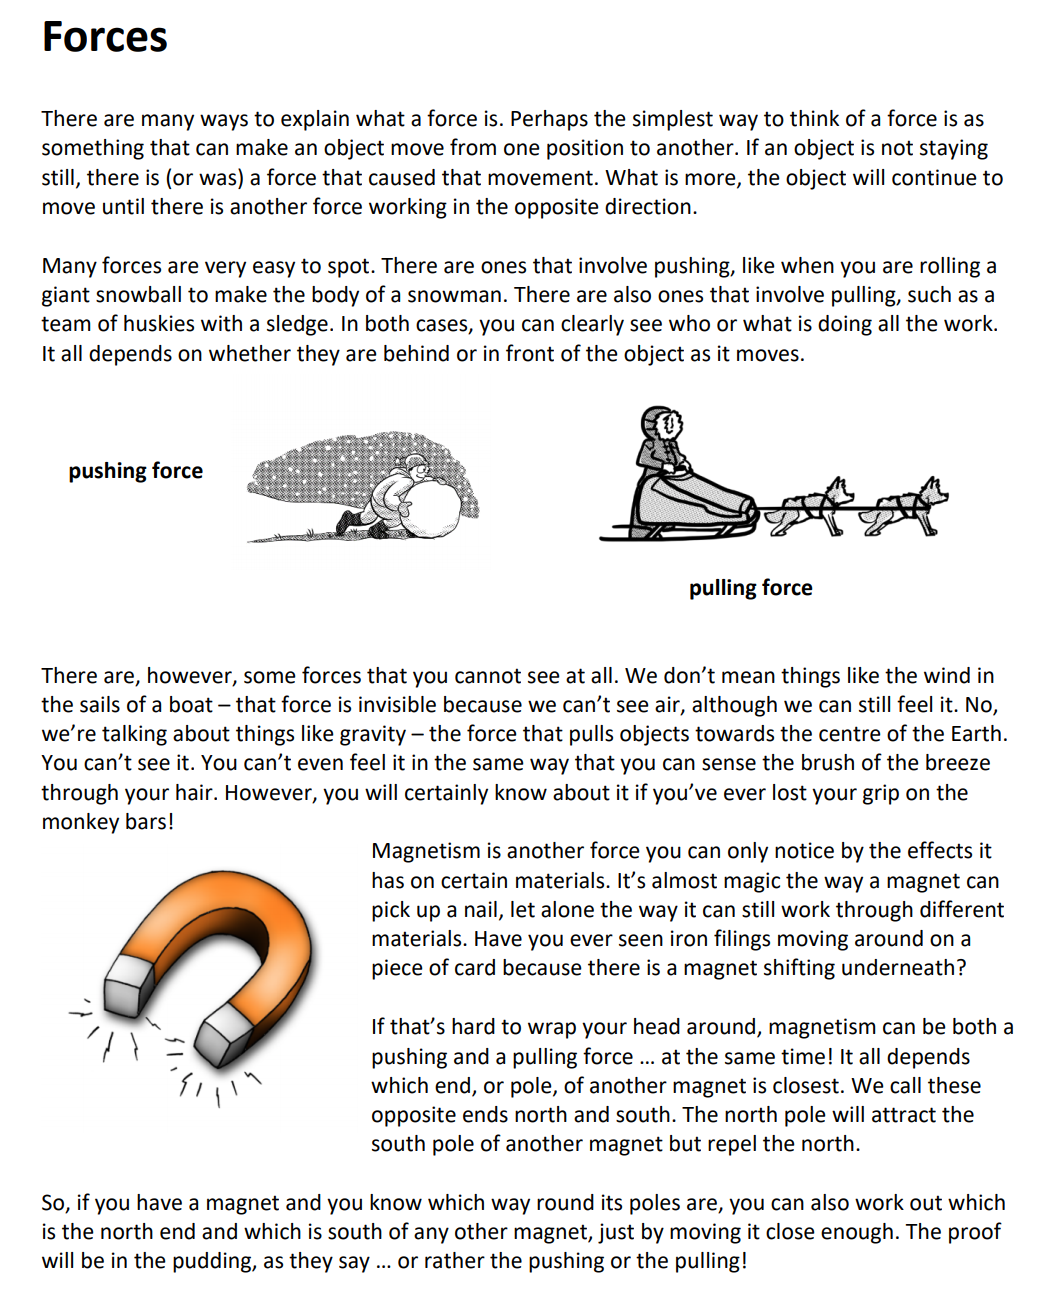 Forces
There are many ways to explain what a force is. Perhaps the simplest way to think of a force is as
something that can make an object move from one position to another. If an object is not staying
still, there is (or was) a force that caused that movement. What is more, the object will continue to
move until there is another force working in the opposite direction.
Many forces are very easy to spot. There are ones that involve pushing, like when you are rolling a
giant snowball to make the body of a snowman. There are also ones that involve pulling, such as a
team of huskies with a sledge. In both cases, you can clearly see who or what is doing all the work.
It all depends on whether they are behind or in front of the object as it moves.
pushing force
pulling force
There are, however, some forces that you cannot see at all. We don’t mean things like the wind in
the sails of a boat – that force is invisible because we can’t see air, although we can still feel it. No,
we’re talking about things like gravity – the force that pulls objects towards the centre of the Earth.
You can’t see it. You can’t even feel it in the same way that you can sense the brush of the breeze
through your hair. However, you will certainly know about it if you’ve ever lost your grip on the
monkey bars!
Magnetism is another force you can only notice by the effects it
has on certain materials. It’s almost magic the way a magnet can
pick up a nail, let alone the way it can still work through different
materials. Have you ever seen iron filings moving around on a
piece of card because there is a magnet shifting underneath?
If that’s hard to wrap your head around, magnetism can be both a
pushing and a pulling force … at the same time! It all depends
which end, or pole, of another magnet is closest. We call these
opposite ends north and south. The north pole will attract the
south pole of another magnet but repel the north.
So, if you have a magnet and you know which way round its poles are, you can also work out which
is the north end and which is south of any other magnet, just by moving it close enough. The proof
will be in the pudding, as they say … or rather the pushing or the pulling!